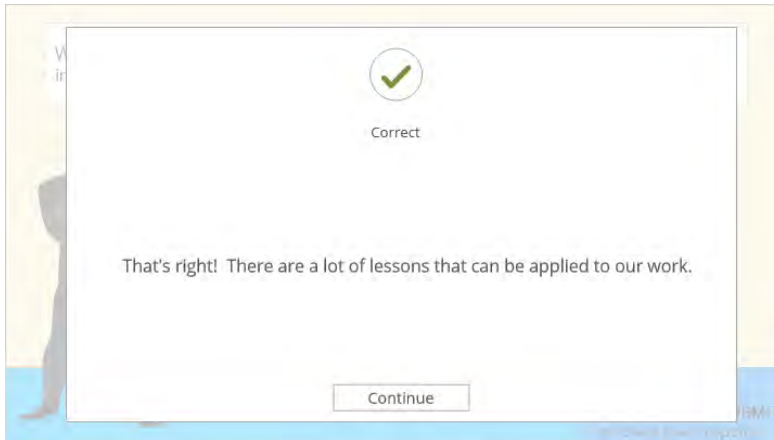 Correct
That's right! There are a lot of lessons that can be applied to our work.
Continue